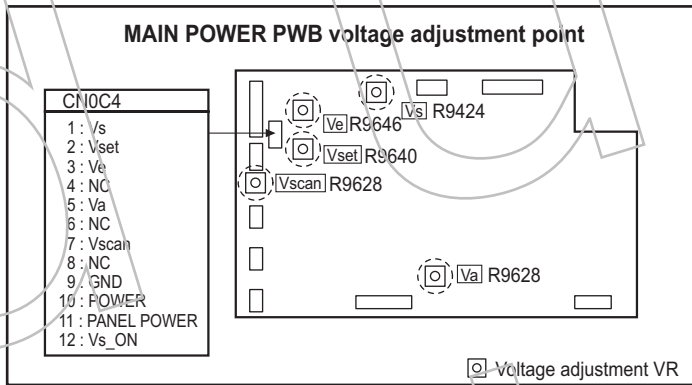 MAIN POWER PWB voltage adjustment point
CN0C4
1 : Vs
2 : Vset
3 : Ve
4 : NC
5 : Va
6 : NC
7 : Vscan
8 : NC
9 : GND
10 : POWER
11 : PANEL POWER
12 : Vs_ON
Vs R9424
Ve R9646
Vset R9640
Vscan R9628
Va R9628
Voltage adjustment VR